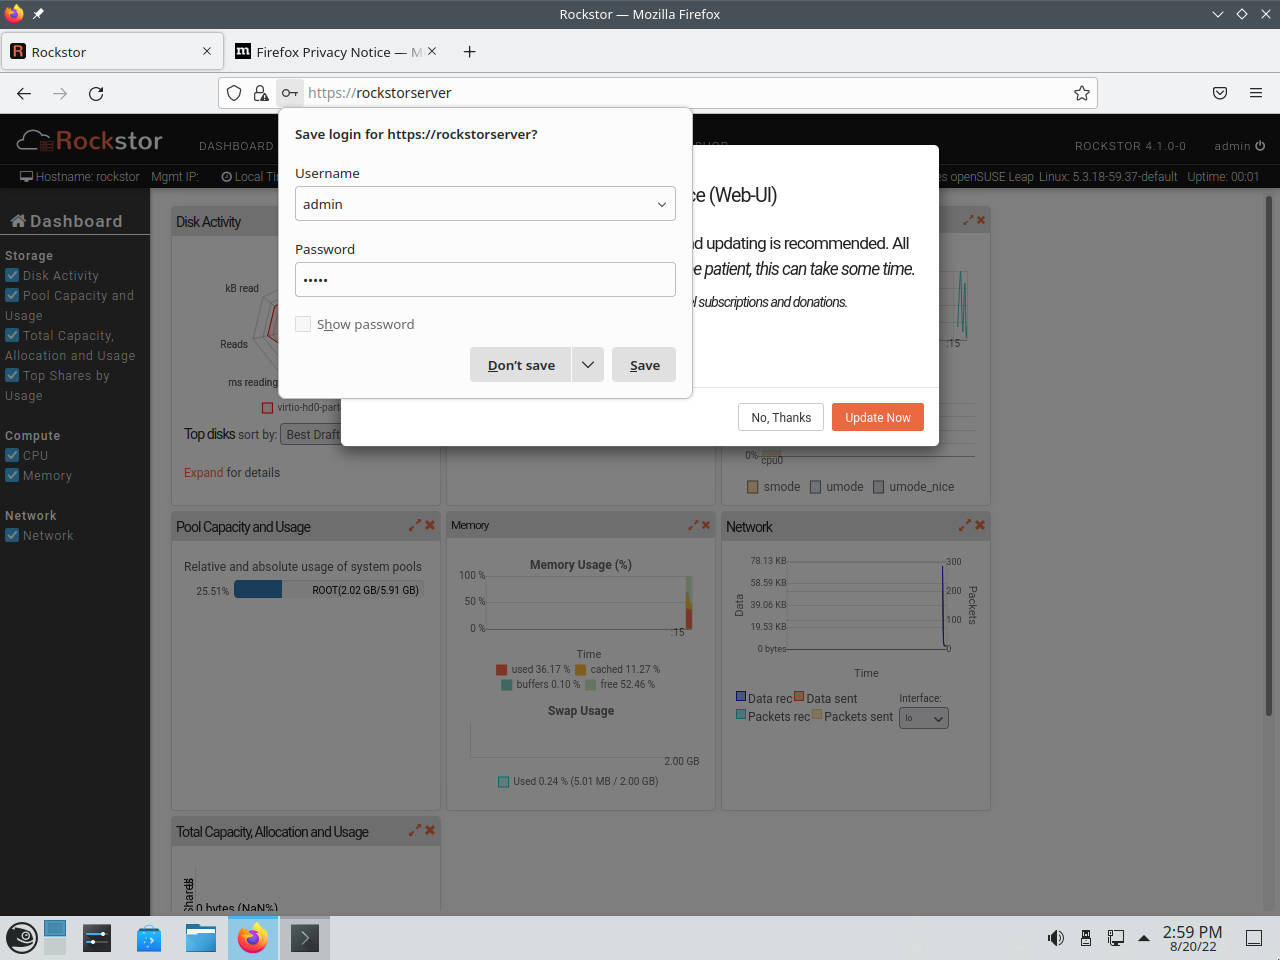 Rockstor — Mozilla Firefox
Rockstor
Firefox Privacy Notice — M
https://rockstorserver
Rockstor
DASHBOARD
ROCKSTOR 4.1.0-0
admin
Hostname: rockstor Mgmt IP: Local Tim
es openSUSE Leap Linux: 5.3.18-59.37-default Uptime: 00:01
Save login for https://rockstorserver?
Username
admin
Password
•••••
Show password
Don't save
Save
ce (Web-UI)
nd updating is recommended. All
e patient, this can take some time.
el subscriptions and donations.
No, Thanks
Update Now
Dashboard
Storage
Disk Activity
Pool Capacity and
Usage
Total Capacity,
Allocation and Usage
Top Shares by
Usage
Compute
CPU
Memory
Network
Network
Disk Activity
kB read
Reads
ms reading
virtio-hd0-part
Top disks sort by: Best Draft
Expand for details
:15
0%
cpu0
smode umode umode_nice
Pool Capacity and Usage
Relative and absolute usage of system pools
25.51% ROOT(2.02 GB/5.91 GB)
Memory
Memory Usage (%)
100 %
50 %
0 %
:15
Time
used 36.17 % cached 11.27 %
buffers 0.10 % free 52.46 %
Swap Usage
2.00 GB
Used 0.24 % (5.01 MB / 2.00 GB)
Network
78.13 KB 300
58.59 KB 200
39.06 KB
19.53 KB 100
0 bytes 0
Data
Packets
Time
Data rec Data sent
Packets rec Packets sent
Interface:
lo
Total Capacity, Allocation and Usage
0 bytes (NaN%)
2:59 PM
8/20/22